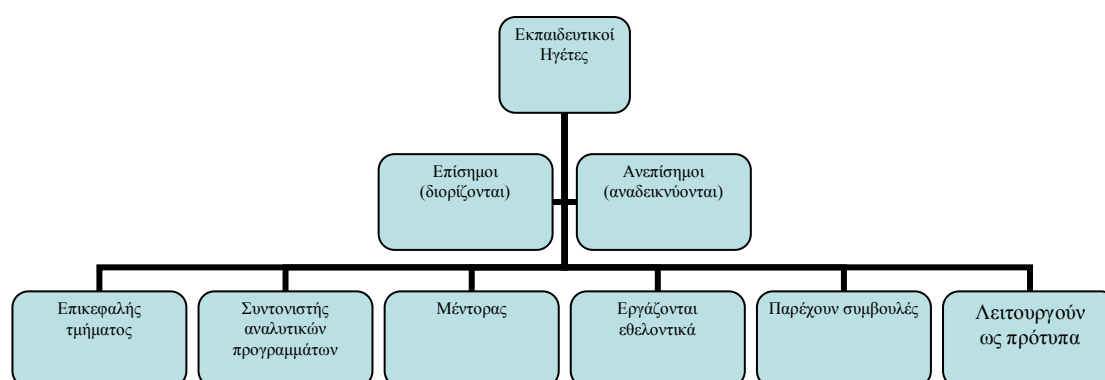 Εκπαιδευτικοί
Ηγέτες
Επίσημοι
(διορίζονται)
Ανεπίσημοι
(αναδεικνύονται)
Επικεφαλής
τμήματος
Συντονιστής
αναλυτικών
προγραμμάτων
Μέντορας
Εργάζονται
εθελοντικά
Παρέχουν συμβουλές
Λειτουργούν
ως πρότυπα